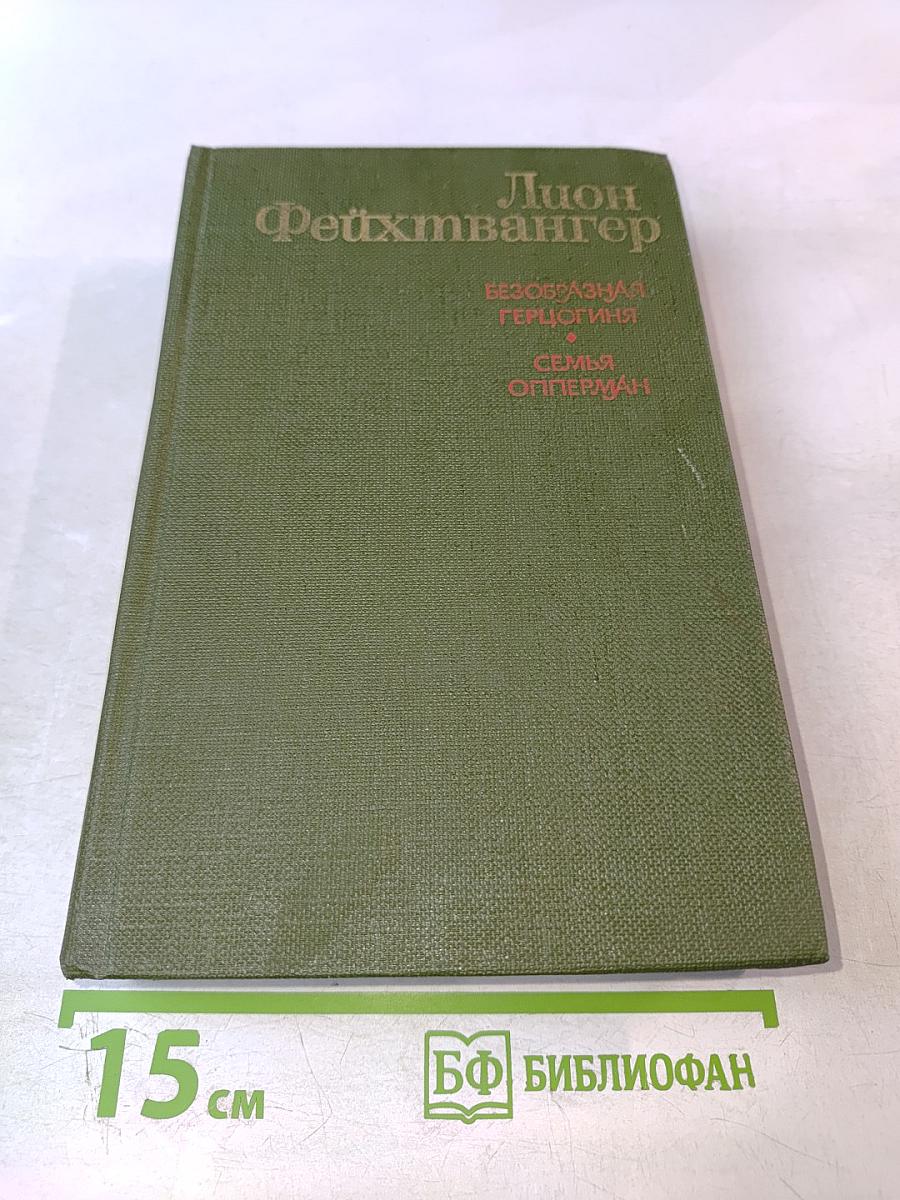 Лион
Фейхтвангер
БЕЗОБРАЗНАЯ
ГЕРЦОГИНЯ
СЕМЬЯ
ОППЕРМАН
15 см
БФ БИБЛИОФАН